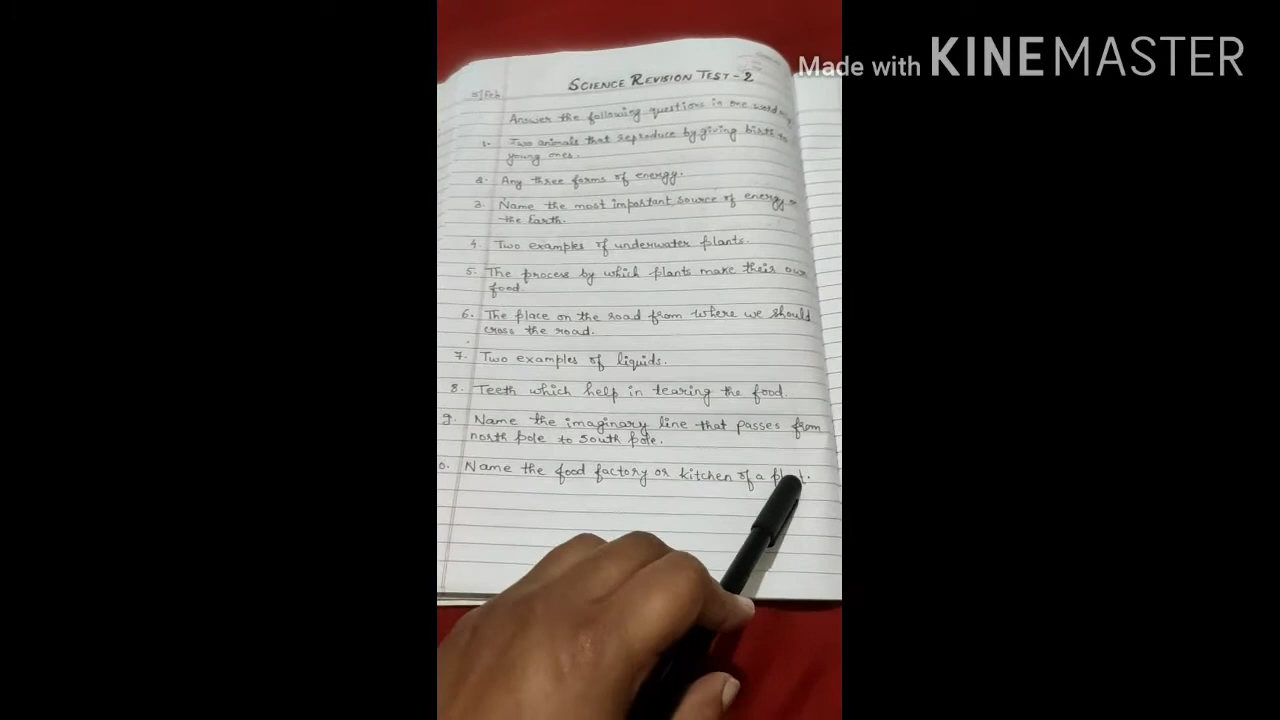 Made with KINEMASTER
SCIENCE REVISION TEST - 2
Answer the following questions in one word
1. Two animals that reproduce by giving birth to
young ones.
2. Any three forms of energy.
3. Name the most important source of energy
the Earth.
4. Two examples of underwater plants.
5. The process by which plants make their own
food.
6. The place on the road from where we should
cross the road.
7. Two examples of liquids.
8. Teeth which help in tearing the food.
9. Name the imaginary line that passes from
north pole to south pole.
0. Name the food factory or kitchen of a